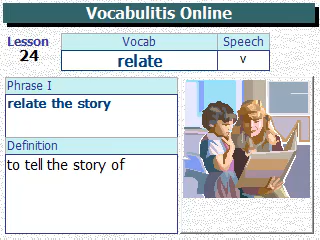 Vocabulitis Online
Lesson Vocab Speech
24 relate v
Phrase I
relate the story
Definition
to tell the story of